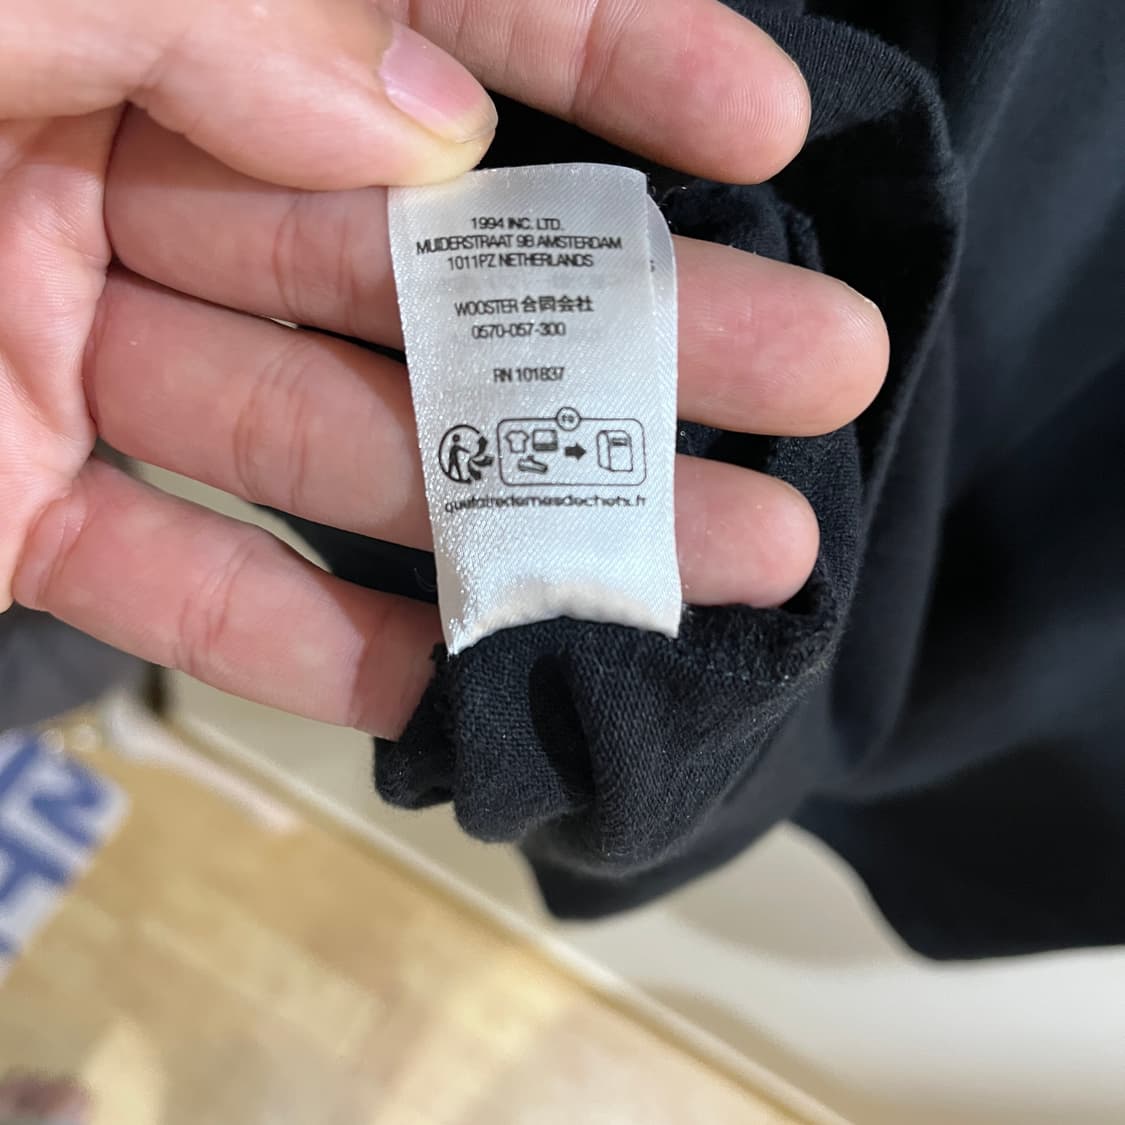 1994 INC. LTD.
MUIDERSTRAAT 9B AMSTERDAM
1011PZ NETHERLANDS
WOOSTER 合同会社
0570-057-300
RN 101837
FR
quefairedemesdechets.fr